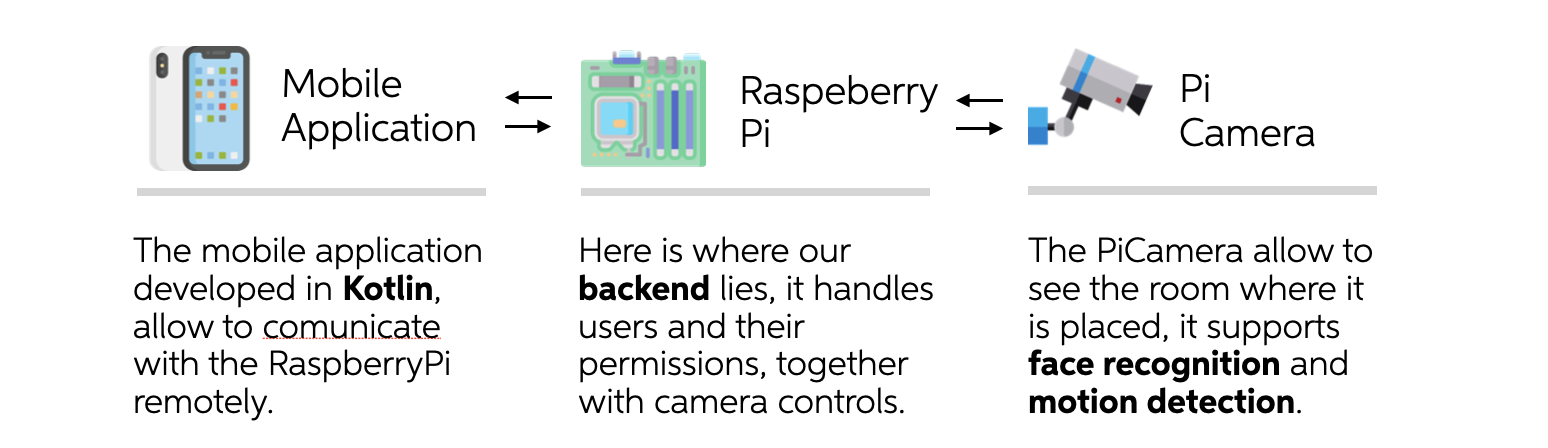 Mobile
Application
Raspeberry
Pi
Pi
Camera
The mobile application
developed in Kotlin,
allow to comunicate
with the RaspberryPi
remotely.
Here is where our
backend lies, it handles
users and their
permissions, together
with camera controls.
The PiCamera allow to
see the room where it
is placed, it supports
face recognition and
motion detection.